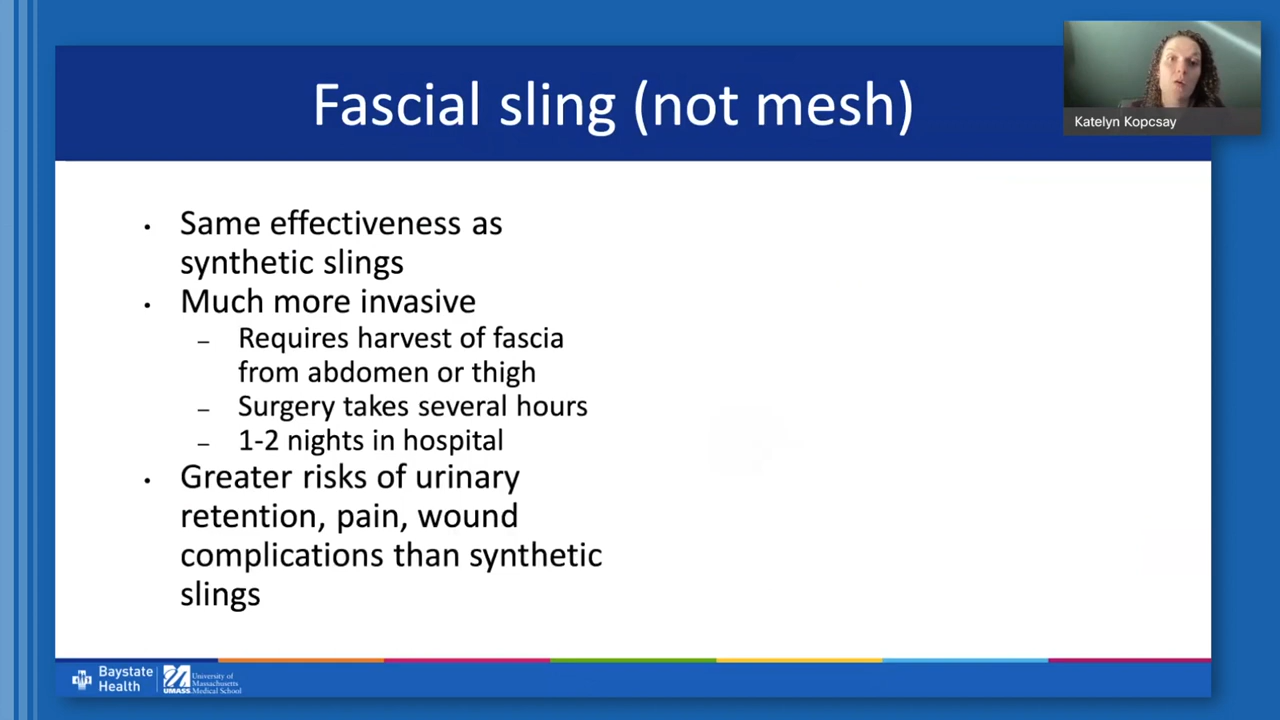 Fascial sling (not mesh)
Katelyn Kopcsay
• Same effectiveness as
synthetic slings
• Much more invasive
– Requires harvest of fascia
from abdomen or thigh
– Surgery takes several hours
– 1-2 nights in hospital
• Greater risks of urinary
retention, pain, wound
complications than synthetic
slings
Baystate
Health
UMASS
University of
Massachusetts
Medical School